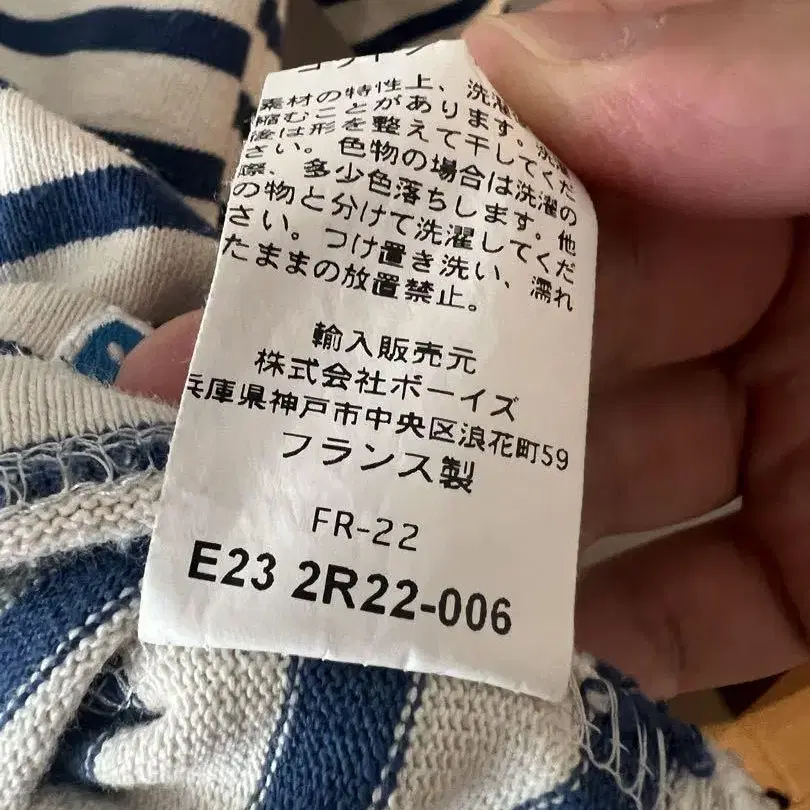 素材の特性上、洗濯
縮むことがあります。洗濯
後は形を整えて干してくだ
さい。色物の場合は洗濯の
際、多少色落ちします。他
の物と分けて洗濯してくだ
さい。つけ置き洗い、濡れ
たままの放置禁止。
輸入販売元
株式会社ボーイズ
兵庫県神戸市中央区浪花町59
フランス製
FR-22
E23 2R22-006